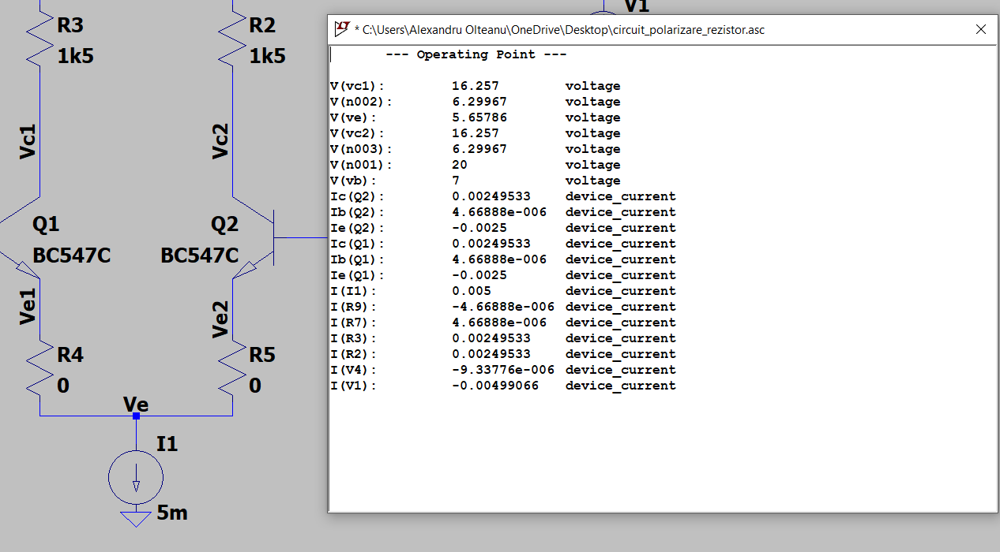 R3
1k5
R2
1k5
V1
Vc1
Vc2
Q1
BC547C
Q2
BC547C
Ve1
Ve2
R4
0
R5
0
Ve
I1
5m
* C:\Users\Alexandru Olteanu\OneDrive\Desktop\circuit_polarizare_rezistor.asc
--- Operating Point ---
V(vc1): 16.257 voltage
V(n002): 6.29967 voltage
V(ve): 5.65786 voltage
V(vc2): 16.257 voltage
V(n003): 6.29967 voltage
V(n001): 20 voltage
V(vb): 7 voltage
Ic(Q2): 0.00249533 device_current
Ib(Q2): 4.66888e-006 device_current
Ie(Q2): -0.0025 device_current
Ic(Q1): 0.00249533 device_current
Ib(Q1): 4.66888e-006 device_current
Ie(Q1): -0.0025 device_current
I(I1): 0.005 device_current
I(R9): -4.66888e-006 device_current
I(R7): 4.66888e-006 device_current
I(R3): 0.00249533 device_current
I(R2): 0.00249533 device_current
I(V4): -9.33776e-006 device_current
I(V1): -0.00499066 device_current